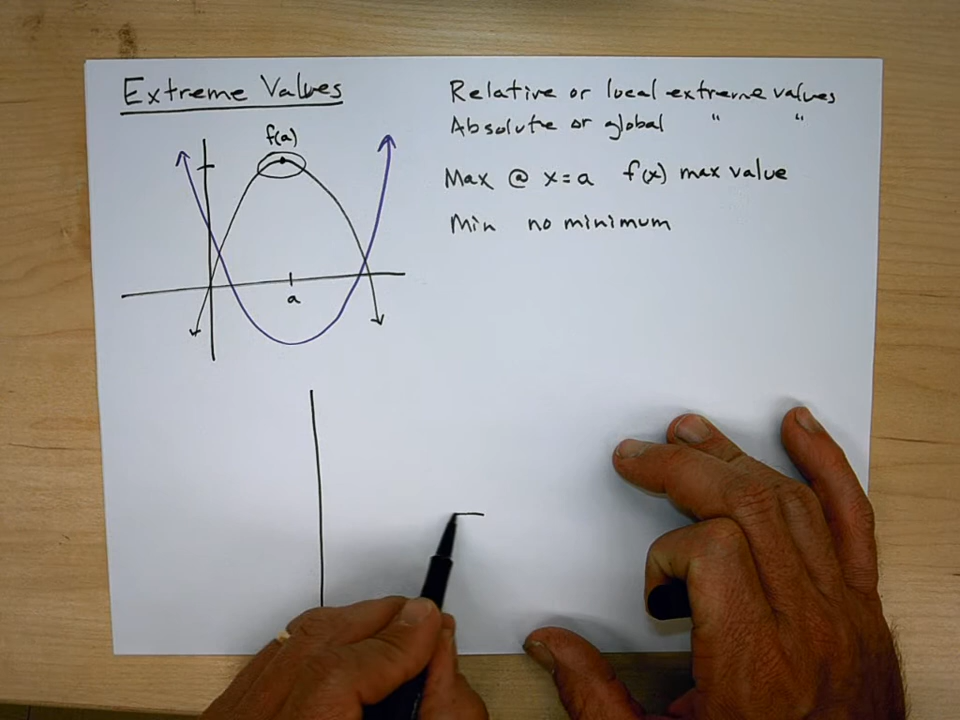 Extreme Values
Relative or local extreme values
Absolute or global " "
f(a)
Max @ x=a f(x) max value
Min no minimum
a